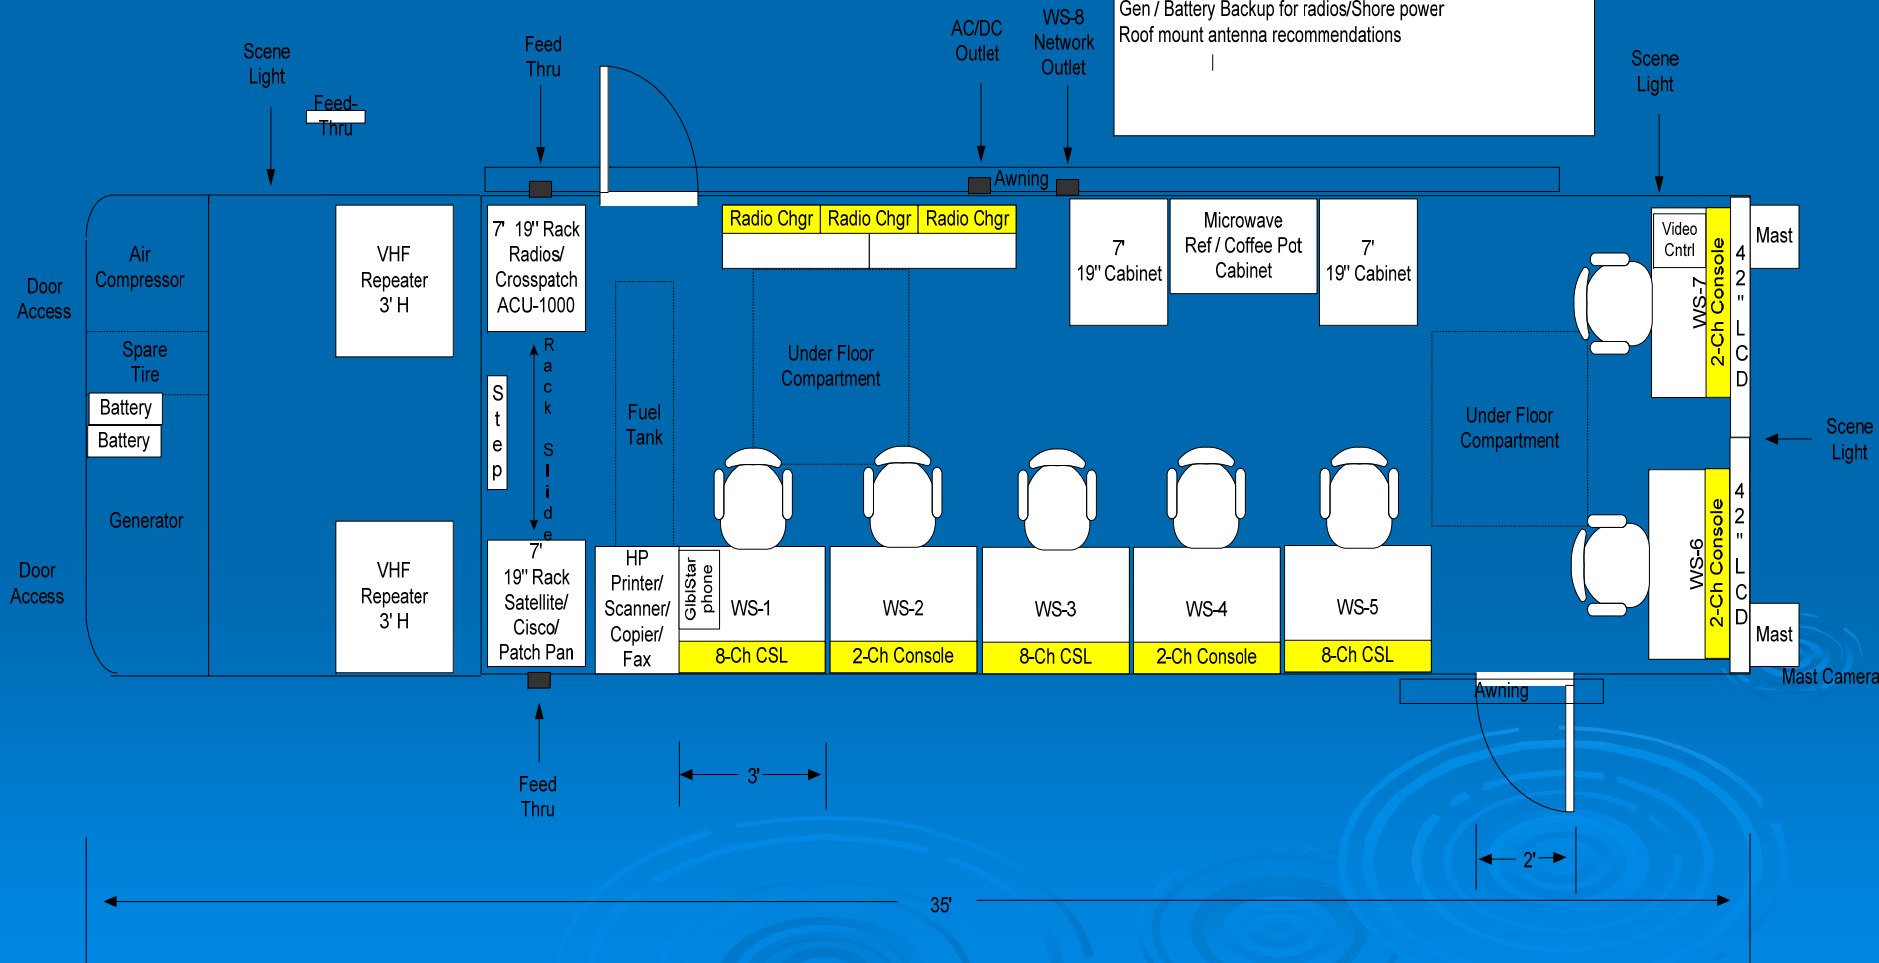 Gen / Battery Backup for radios/Shore power
Roof mount antenna recommendations
|
Scene
Light
Feed-
Thru
Feed
Thru
AC/DC
Outlet
WS-8
Network
Outlet
Scene
Light
Awning
Door
Access
Air
Compressor
Spare
Tire
Battery
Battery
Generator
Door
Access
VHF
Repeater
3' H
VHF
Repeater
3' H
7' 19" Rack
Radios/
Crosspatch
ACU-1000
Step
Rack Slide
7'
19" Rack
Satellite/
Cisco/
Patch Pan
Feed
Thru
Fuel
Tank
HP
Printer/
Scanner/
Copier/
Fax
Radio Chgr
Radio Chgr
Radio Chgr
Under Floor
Compartment
7'
19" Cabinet
Microwave
Ref / Coffee Pot
Cabinet
7'
19" Cabinet
Under Floor
Compartment
GlblStar
phone
WS-1
8-Ch CSL
WS-2
2-Ch Console
WS-3
8-Ch CSL
WS-4
2-Ch Console
WS-5
8-Ch CSL
Video
Cntrl
WS-7
2-Ch Console
42" LCD
Mast
Scene
Light
WS-6
2-Ch Console
42" LCD
Mast
Mast Camera
Awning
3'
2'
35'